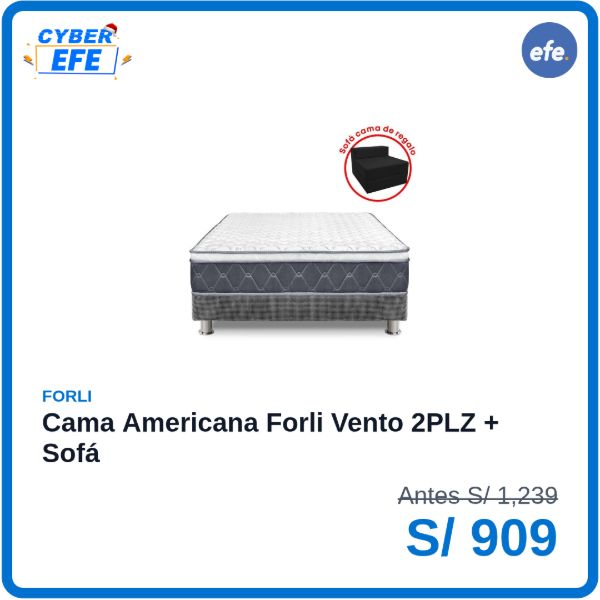 CYBER
EFE
efe.
Sofá cama de regalo
FORLI
Cama Americana Forli Vento 2PLZ +
Sofá
Antes S/ 1,239
S/ 909